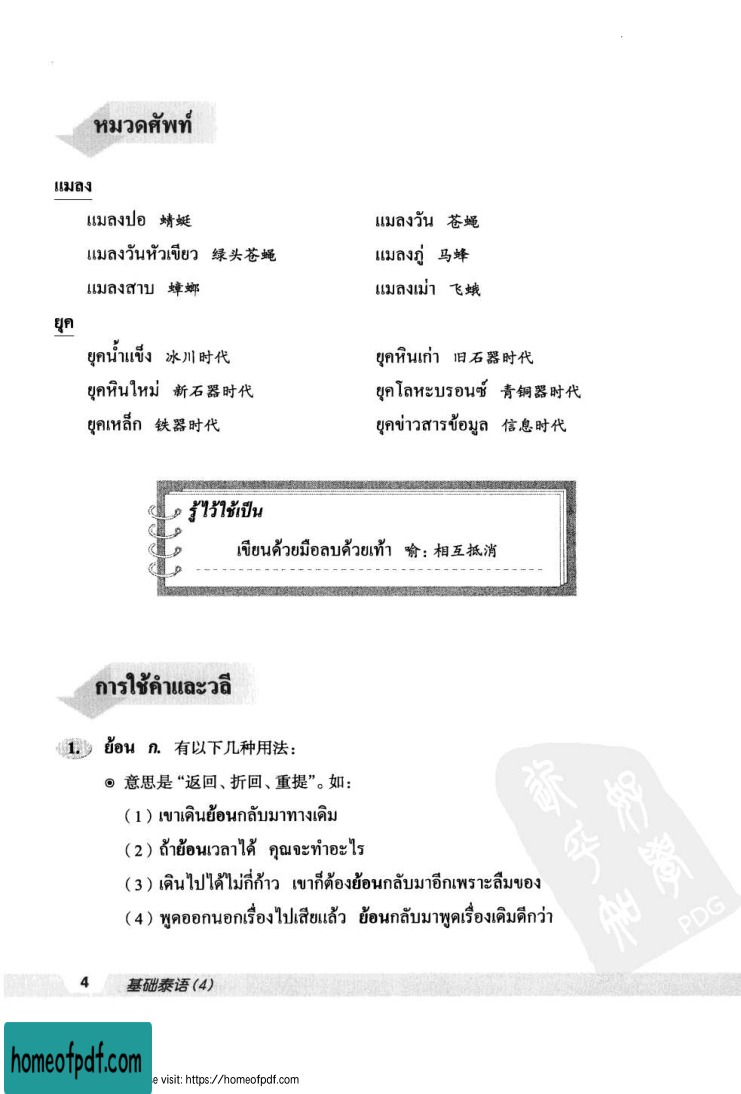 หมวดศัพท์
แมลง
แมลงปอ 蜻蜓 แมลงวัน 苍蝇
แมลงวันหัวเขียว 绿头苍蝇 แมลงภู่ 马蜂
แมลงสาบ 蟑螂 แมลงเม่า 飞蛾
ยุค
ยุคน้ำแข็ง 冰川时代 ยุคหินเก่า 旧石器时代
ยุคหินใหม่ 新石器时代 ยุคโลหะบรอนซ์ 青铜器时代
ยุคเหล็ก 铁器时代 ยุคข่าวสารข้อมูล 信息时代
รู้ไว้ใช้เป็น
เขียนด้วยมือลบด้วยเท้า 喻：相互抵消
การใช้คำและวลี
1. ย้อน ก. 有以下几种用法：
◉ 意思是“返回、折回、重提”。如：
（1）เขาเดินย้อนกลับมาทางเดิม
（2）ถ้าย้อนเวลาได้ คุณจะทำอะไร
（3）เดินไปได้ไม่กี่ก้าว เขาก็ต้องย้อนกลับมาอีกเพราะลืมของ
（4）พูดออกนอกเรื่องไปเสียแล้ว ย้อนกลับมาพูดเรื่องเดิมดีกว่า
PDG
4 基础泰语(4)
homeofpdf.com
e visit: https://homeofpdf.com